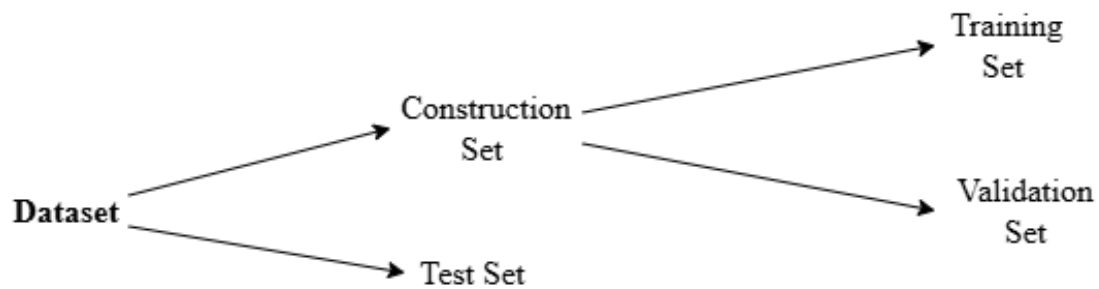 Training
Set
Construction
Set
Dataset
Validation
Set
Test Set